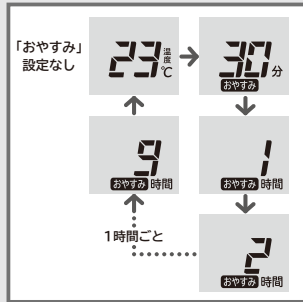 「おやすみ」
設定なし
23 温度 ℃
30 分
おやすみ
9
おやすみ 時間
1
おやすみ 時間
1時間ごと
2
おやすみ 時間